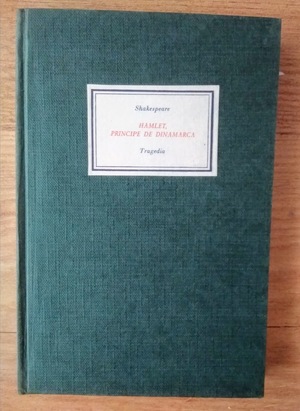 Shakespeare
HAMLET,
PRINCIPE DE DINAMARCA
Tragedia